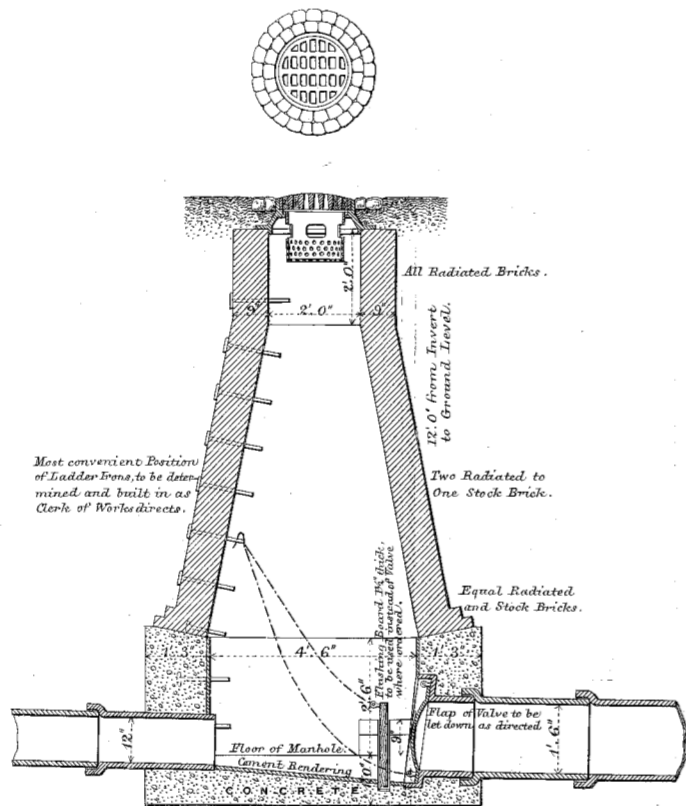 All Radiated Bricks.
2'. 0"
9"
2'. 0"
9"
12'. 0" from Invert
to Ground Level.
Most convenient Position
of Ladder Irons, to be deter-
mined and built in as
Clerk of Works directs.
Two Radiated to
One Stock Brick.
Equal Radiated
and Stock Bricks.
Flushing Board 1½" thick,
to be used instead of Valve
where ordered.
1'. 3"
4'. 6"
1'. 3"
2'. 6"
Flap of Valve to be
let down as directed
12"
9"
1'. 6"
Floor of Manhole.
Cement Rendering
CONCRETE